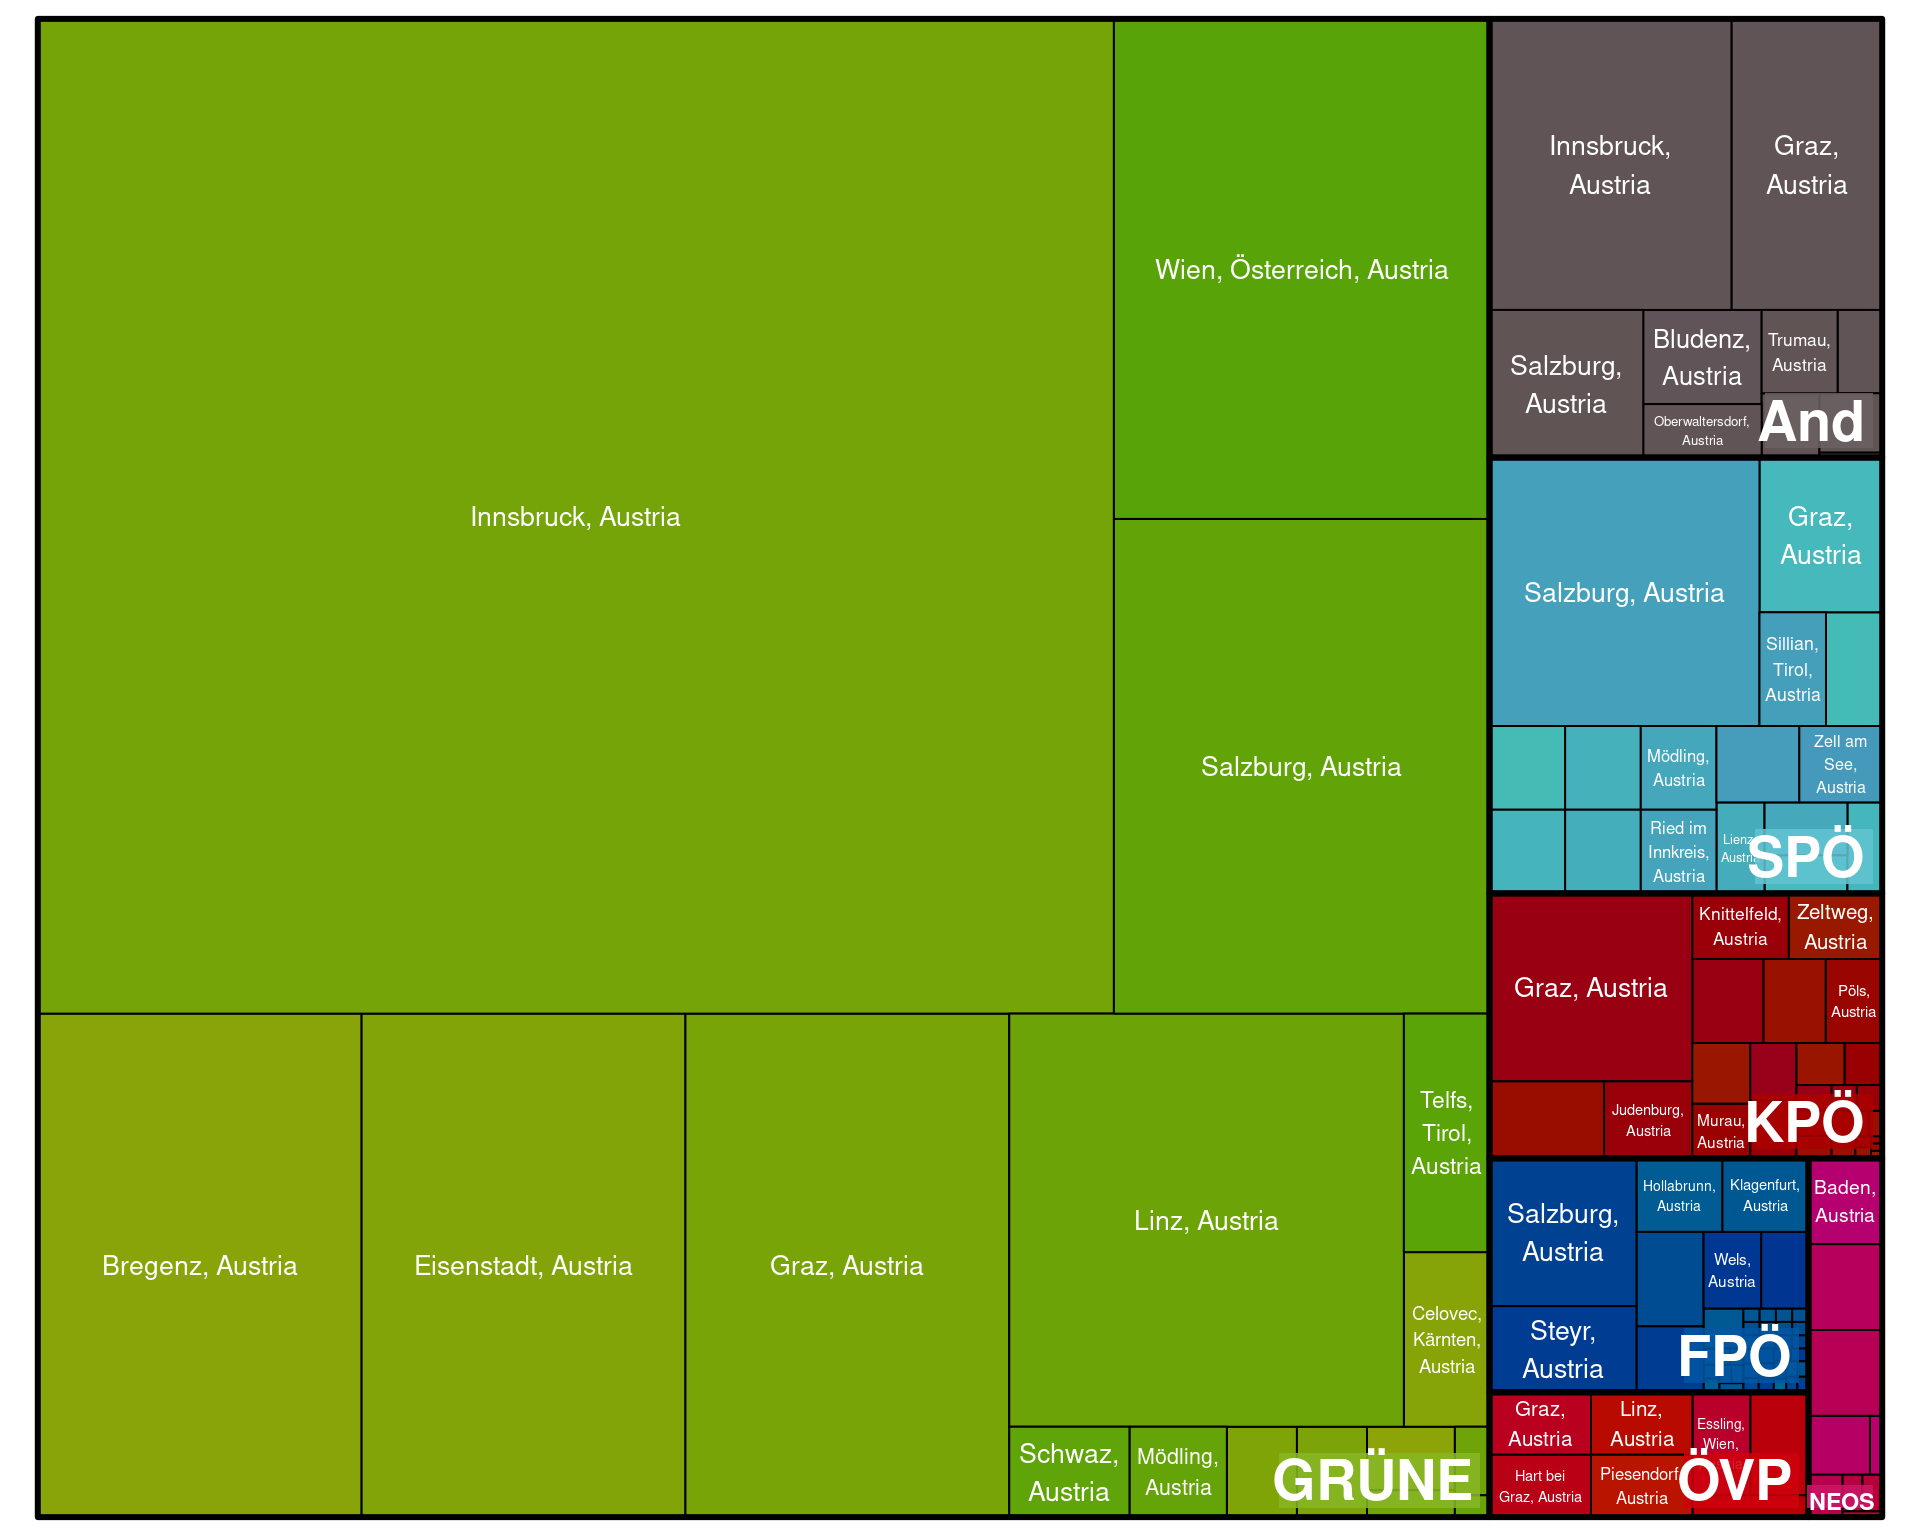 Innsbruck, Austria
Wien, Österreich, Austria
Salzburg, Austria
Bregenz, Austria
Eisenstadt, Austria
Graz, Austria
Linz, Austria
Telfs,
Tirol,
Austria
Celovec,
Kärnten,
Austria
Schwaz,
Austria
Mödling,
Austria
GRÜNE
Innsbruck,
Austria
Graz,
Austria
Salzburg,
Austria
Bludenz,
Austria
Trumau,
Austria
Oberwaltersdorf,
Austria
And
Salzburg, Austria
Graz,
Austria
Sillian,
Tirol,
Austria
Mödling,
Austria
Zell am
See,
Austria
Ried im
Innkreis,
Austria
Lienz,
Austria
SPÖ
Graz, Austria
Knittelfeld,
Austria
Zeltweg,
Austria
Pöls,
Austria
Judenburg,
Austria
Murau,
Austria
KPÖ
Salzburg,
Austria
Hollabrunn,
Austria
Klagenfurt,
Austria
Wels,
Austria
Steyr,
Austria
FPÖ
Baden,
Austria
NEOS
Graz,
Austria
Linz,
Austria
Essling,
Wien,
Hart bei
Graz, Austria
Piesendorf,
Austria
ÖVP